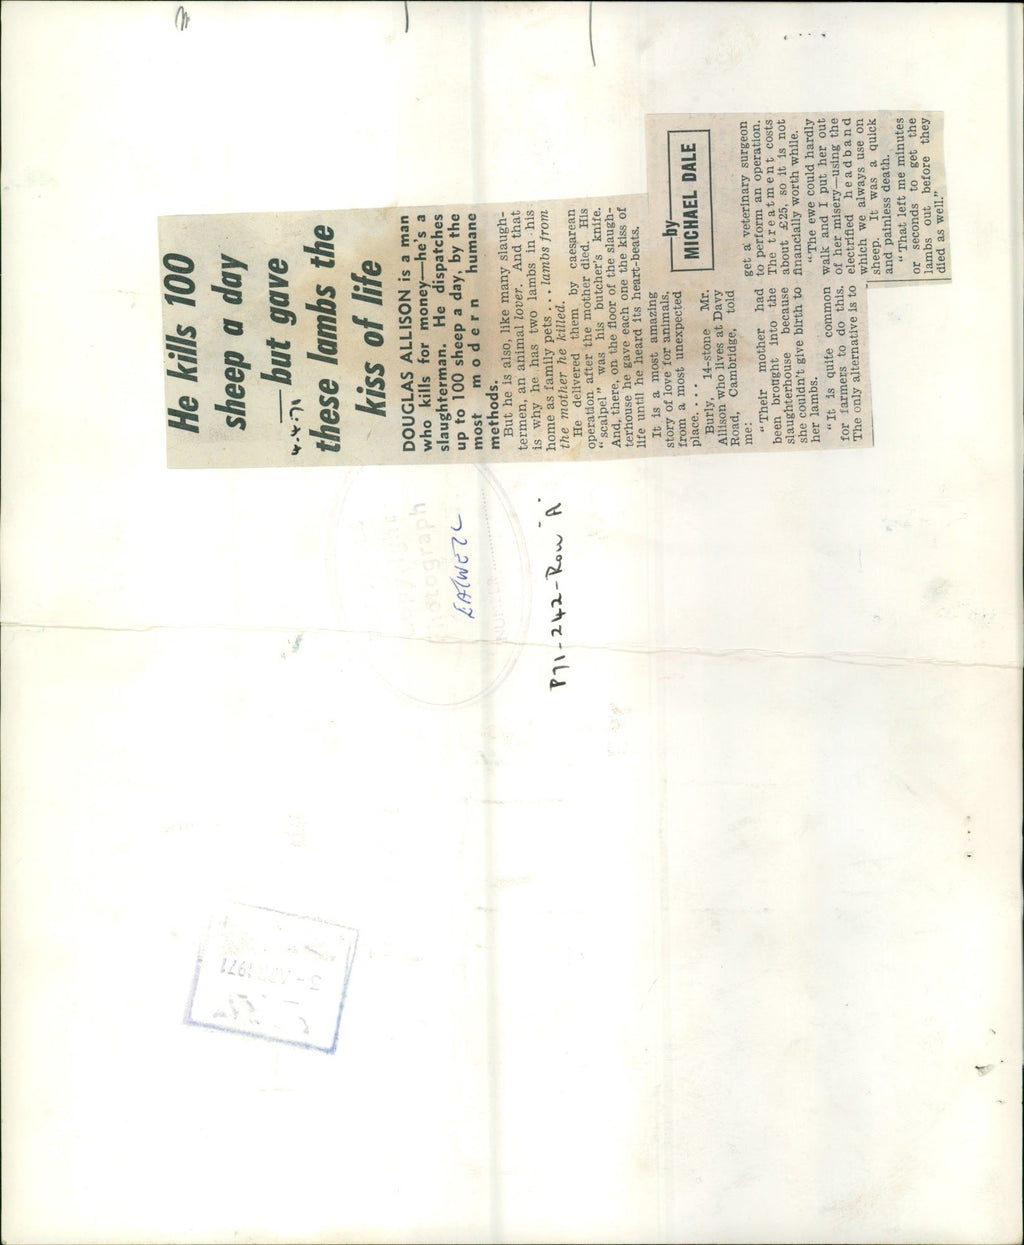 He kills 100
sheep a day
—but gave
these lambs the
kiss of life
4.4.71
DOUGLAS ALLISON is a man
who kills for money—he's a
slaughterman. He dispatches
up to 100 sheep a day, by the
most modern humane
methods.
But he is also, like many slaugh-
termen, an animal lover. And that
is why he has two lambs in his
home as family pets . . . lambs from
the mother he killed.
He delivered them by caesarean
operation after the mother died. His
"scalpel" was his butcher's knife.
And, there, on the floor of the slaugh-
terhouse he gave each one the kiss of
life until he heard its heart-beats.
It is a most amazing
story of love for animals,
from a most unexpected
place. . . .
Burly, 14-stone Mr.
Allison who lives at Davy
Road, Cambridge, told
me:
"Their mother had
been brought into the
slaughterhouse because
she couldn't give birth to
her lambs.
"It is quite common
for farmers to do this.
The only alternative is to
by
MICHAEL DALE
get a veterinary surgeon
to perform an operation.
The treatment costs
about £25, so it is not
financially worth while.
"The ewe could hardly
walk and I put her out
of her misery—using the
electrified headband
which we always use on
sheep. It was a quick
and painless death.
"That left me minutes
or seconds to get the
lambs out before they
died as well."
Photograph
EATWELL
P71-242-Row 'A'
3 - APR 1971